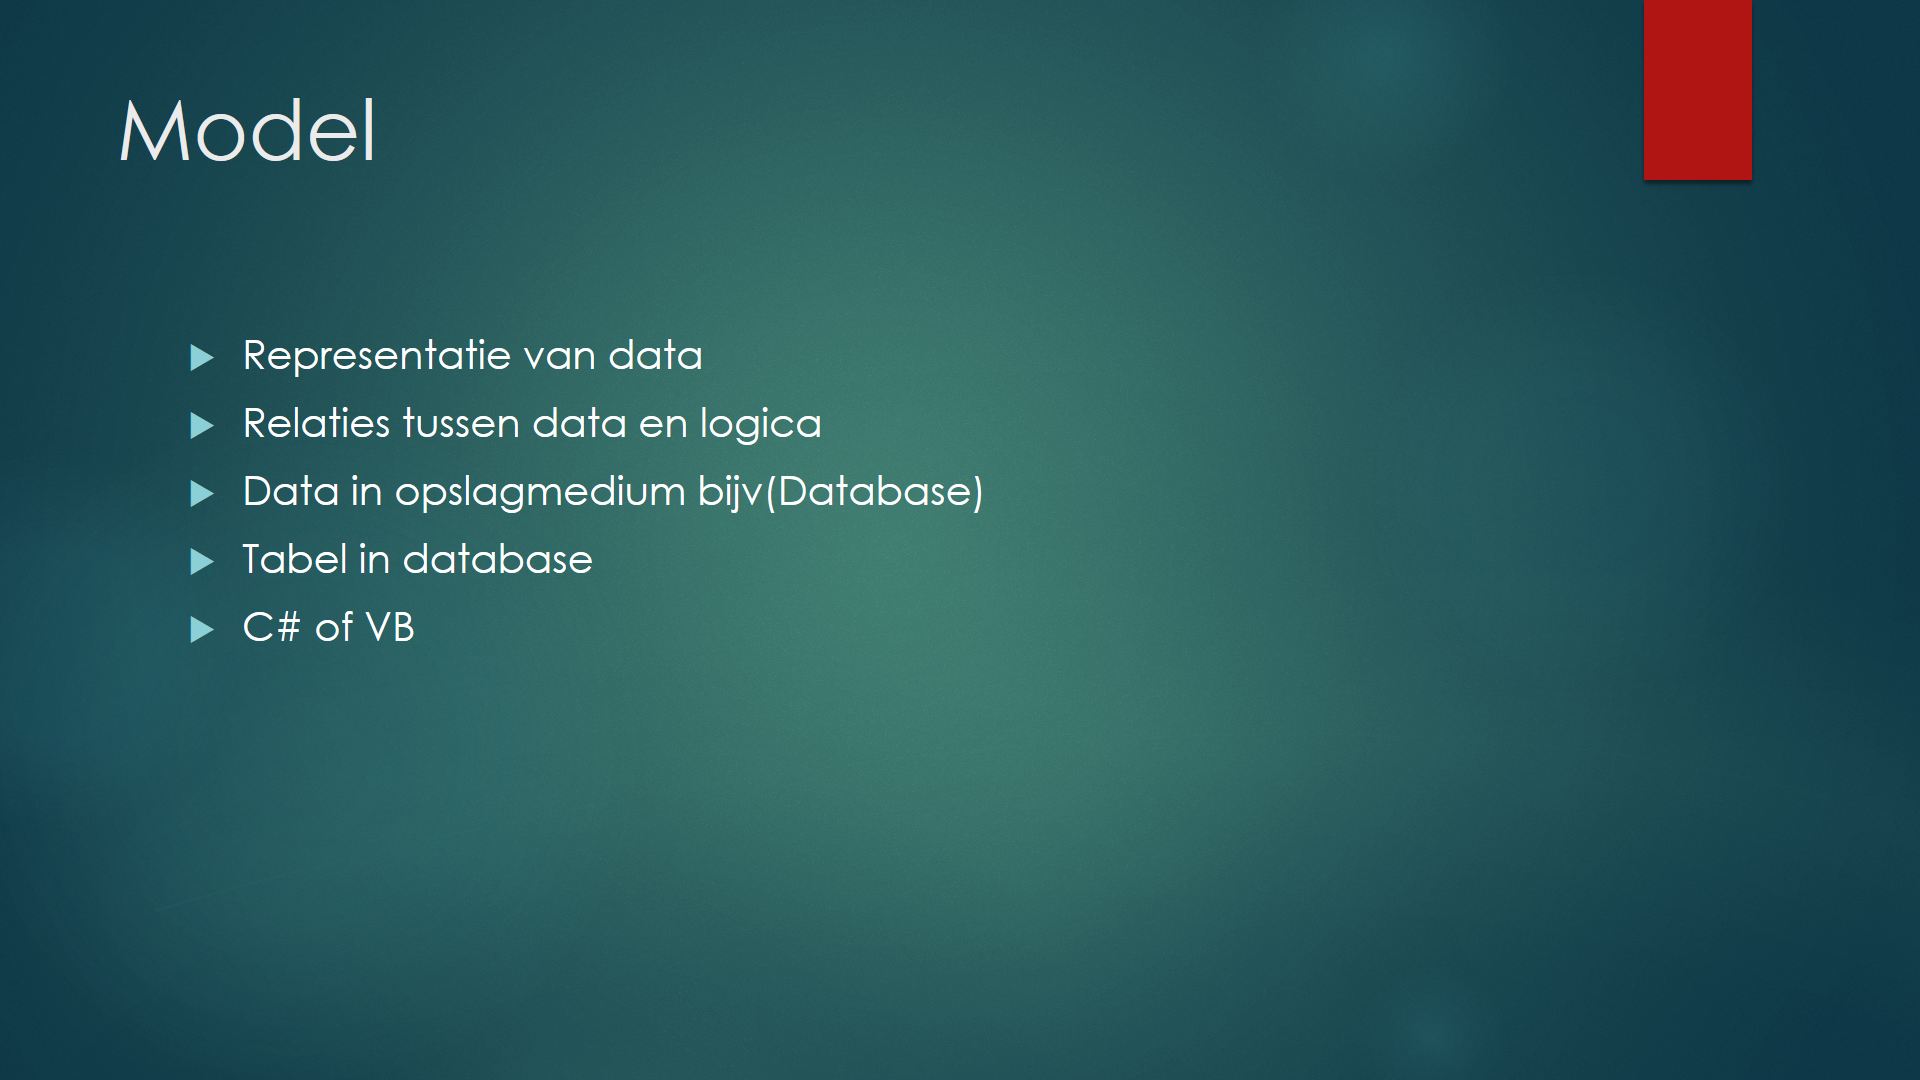 Model
Representatie van data
Relaties tussen data en logica
Data in opslagmedium bijv(Database)
Tabel in database
C# of VB